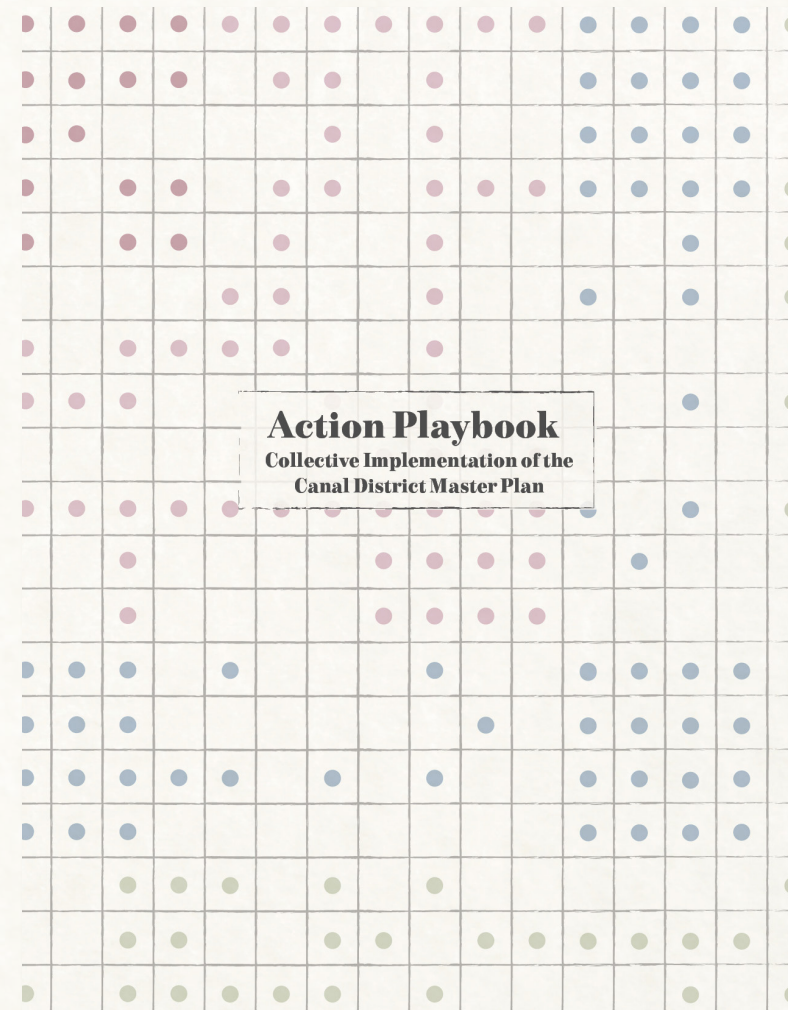 Action Playbook
Collective Implementation of the
Canal District Master Plan